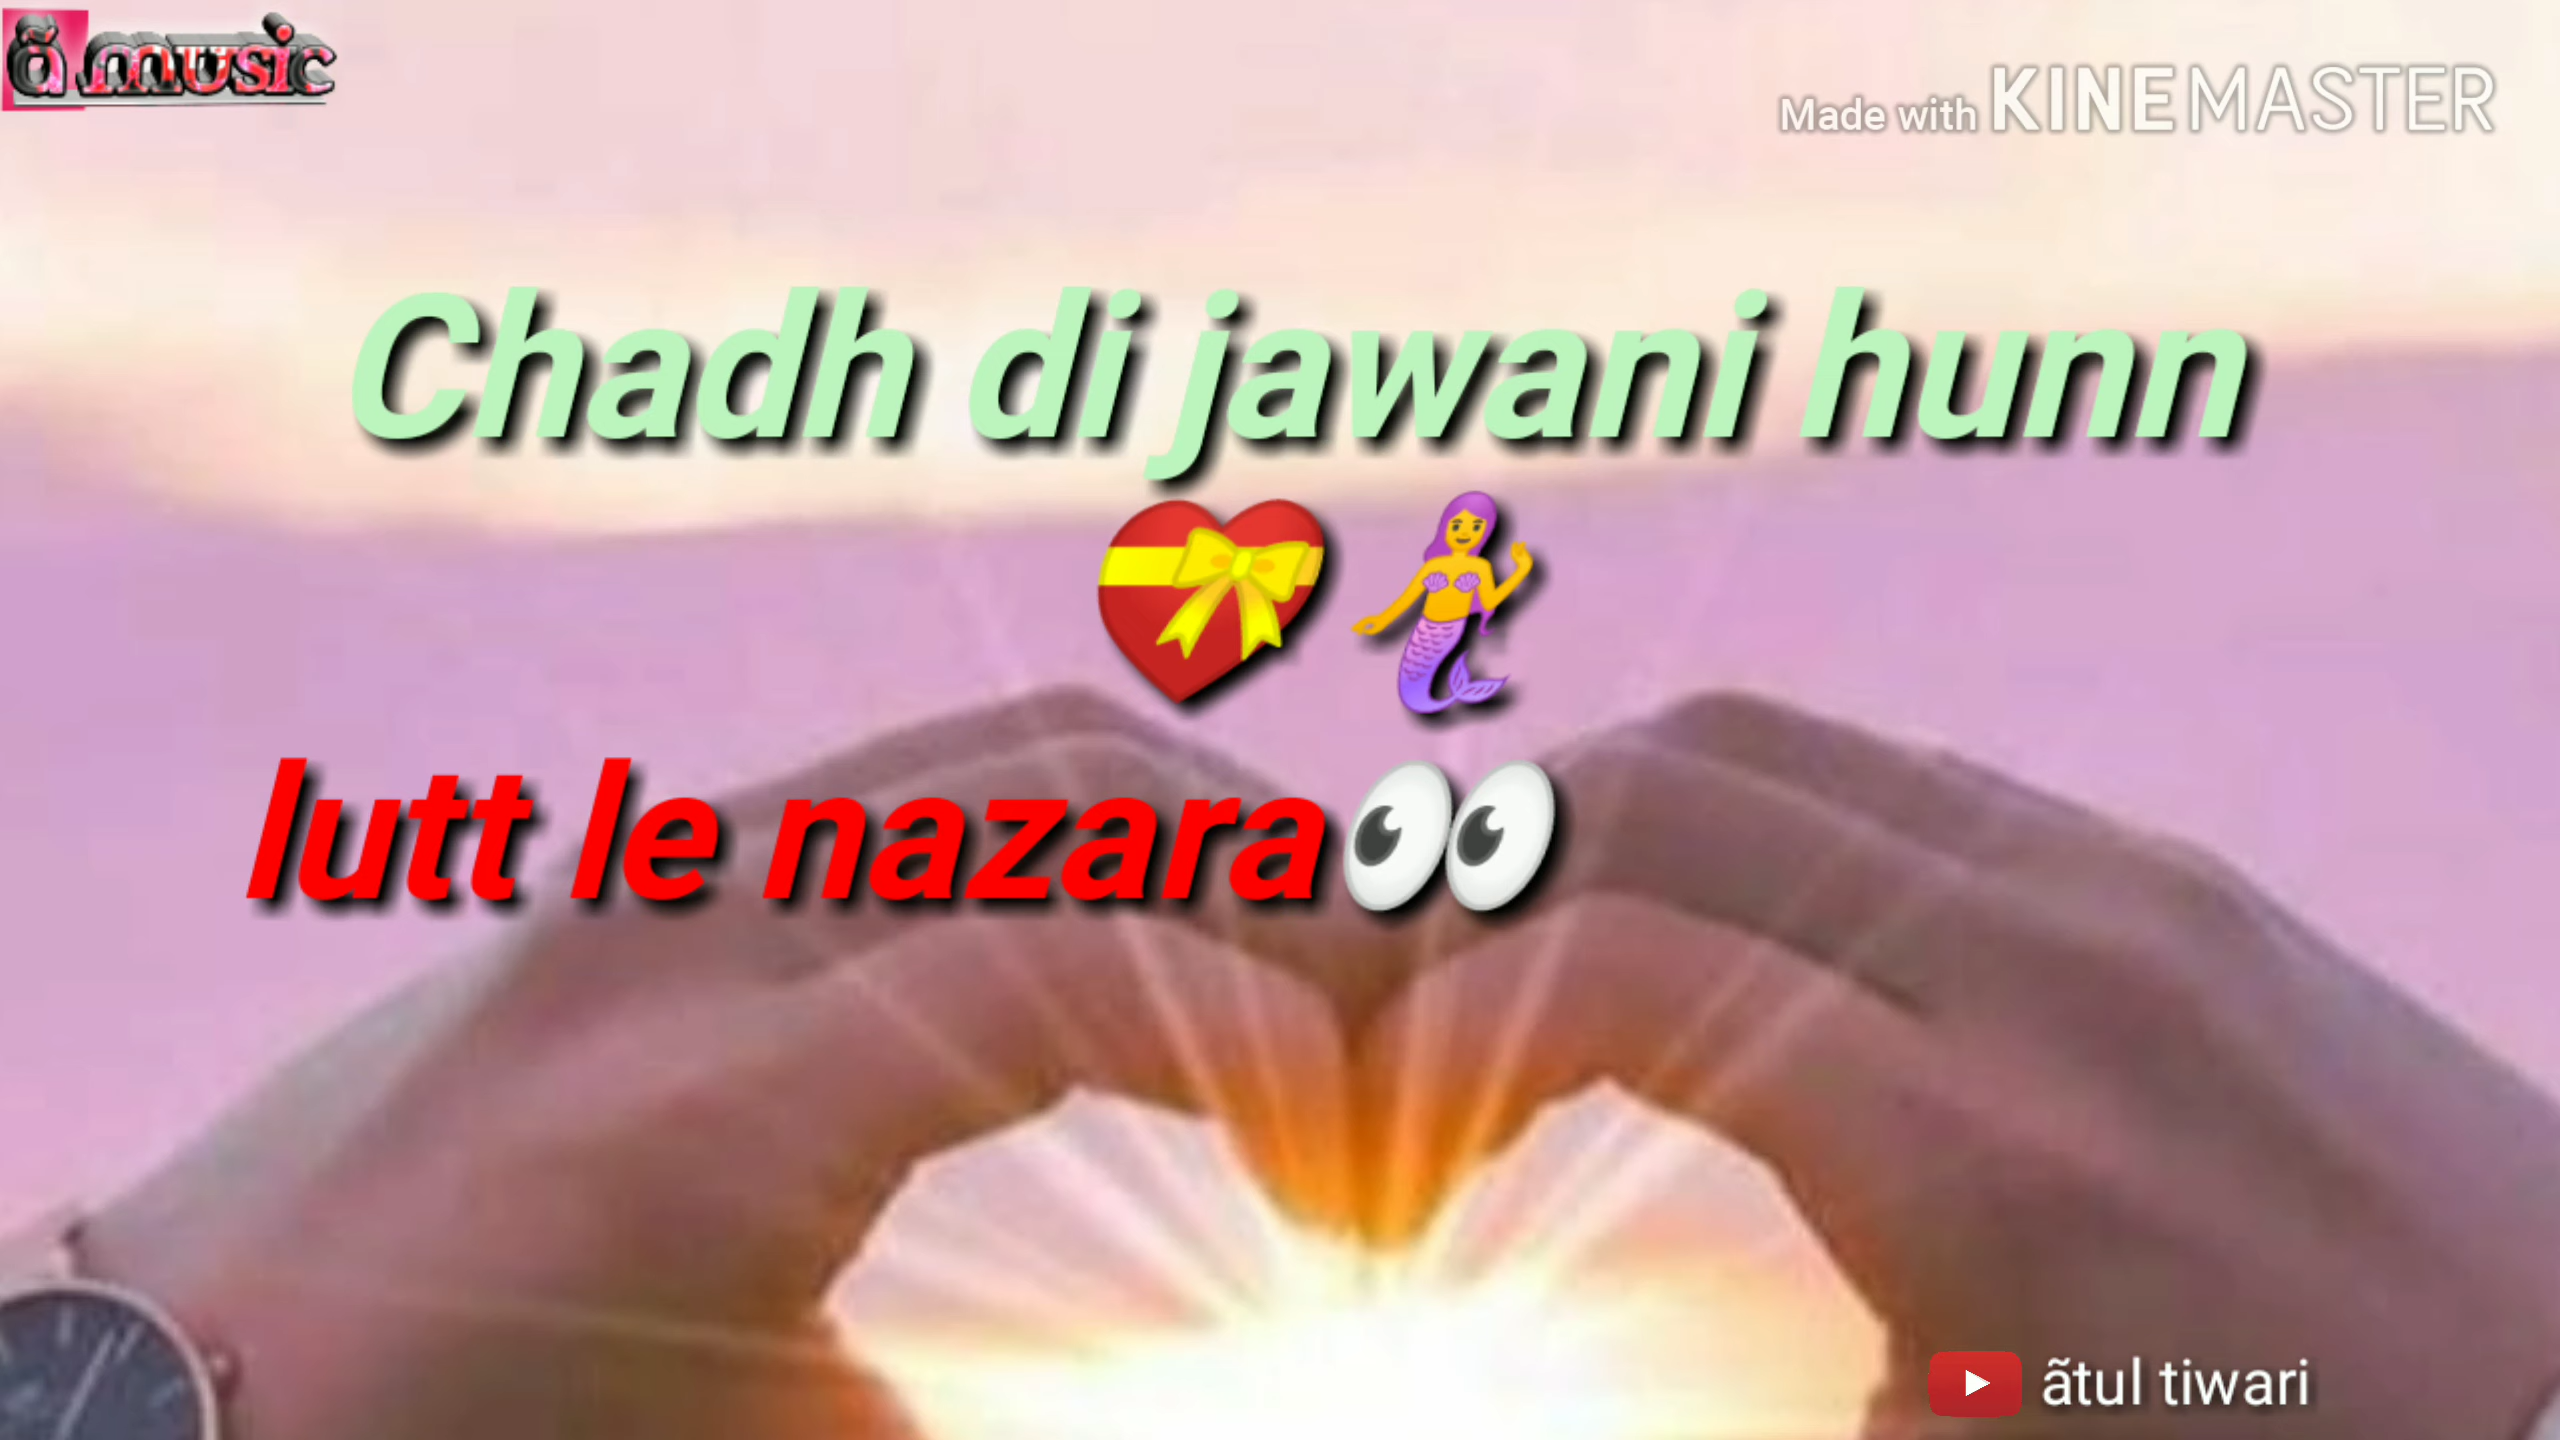 ã music
Made with KINEMASTER
Chadh di jawani hunn
lutt le nazara
ãtul tiwari